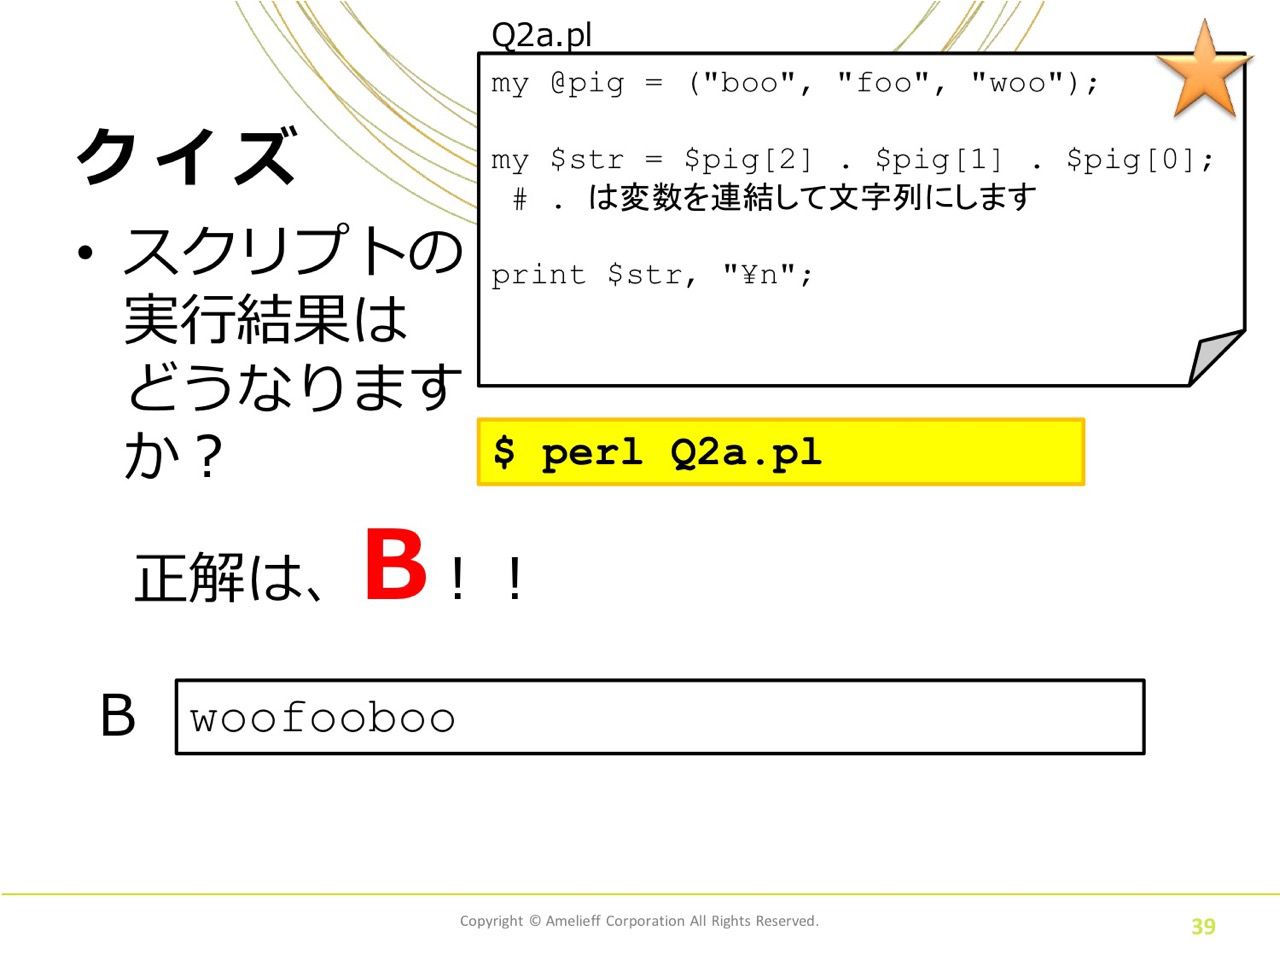 Q2a.pl
my @pig = ("boo", "foo", "woo");
my $str = $pig[2] . $pig[1] . $pig[0];
# . は変数を連結して文字列にします
print $str, "¥n";
クイズ
• スクリプトの
実行結果は
どうなります
か？
$ perl Q2a.pl
正解は、B！！
B woofooboo
Copyright © Amelieff Corporation All Rights Reserved.
39